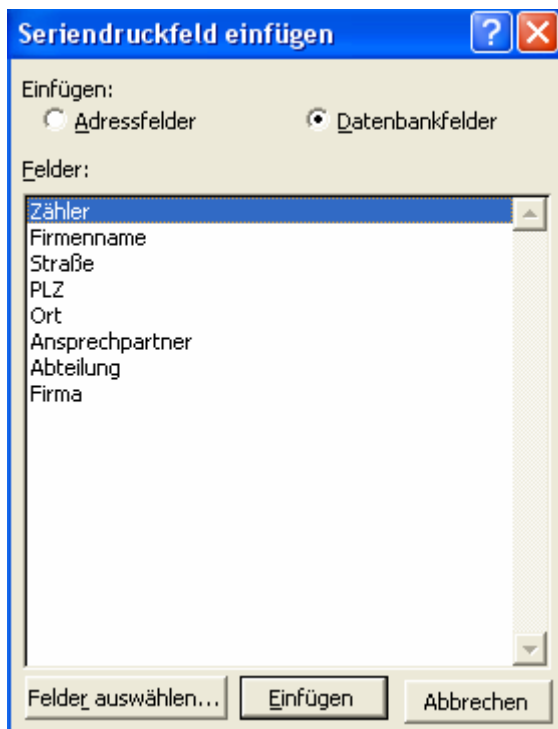 Seriendruckfeld einfügen
Einfügen:
Adressfelder Datenbankfelder
Felder:
Zähler
Firmenname
Straße
PLZ
Ort
Ansprechpartner
Abteilung
Firma
Felder auswählen... Einfügen Abbrechen